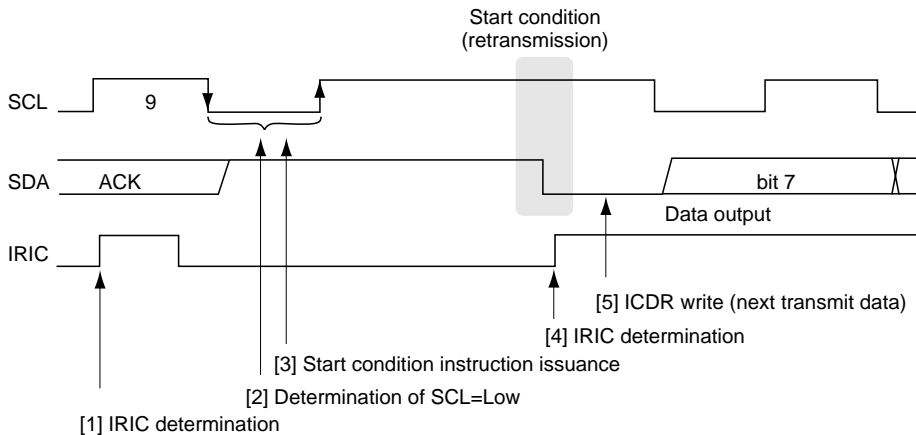 Start condition
(retransmission)
SCL
9
SDA
ACK
bit 7
Data output
IRIC
[5] ICDR write (next transmit data)
[4] IRIC determination
[3] Start condition instruction issuance
[2] Determination of SCL=Low
[1] IRIC determination